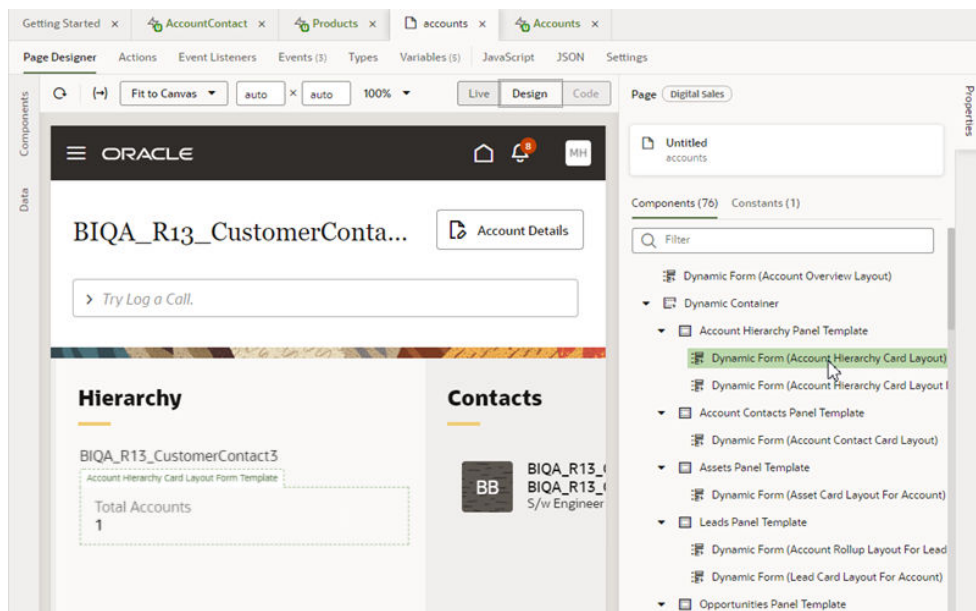 Getting Started × AccountContact × Products × accounts × Accounts ×
Page Designer Actions Event Listeners Events (3) Types Variables (5) JavaScript JSON Settings
Components
Data
Fit to Canvas auto × auto 100% Live Design Code
ORACLE 8 MH
BIQA_R13_CustomerConta... Account Details
Try Log a Call.
Hierarchy
BIQA_R13_CustomerContact3
Account Hierarchy Card Layout Form Template
Total Accounts
1
Contacts
BB
BIQA_R13_
BIQA_R13_
S/w Engineer
Page Digital Sales
Untitled
accounts
Components (76) Constants (1)
Filter
Dynamic Form (Account Overview Layout)
Dynamic Container
Account Hierarchy Panel Template
Dynamic Form (Account Hierarchy Card Layout)
Dynamic Form (Account Hierarchy Card Layout
Account Contacts Panel Template
Dynamic Form (Account Contact Card Layout)
Assets Panel Template
Dynamic Form (Asset Card Layout For Account)
Leads Panel Template
Dynamic Form (Account Rollup Layout For Lead
Dynamic Form (Lead Card Layout For Account)
Opportunities Panel Template
Properties